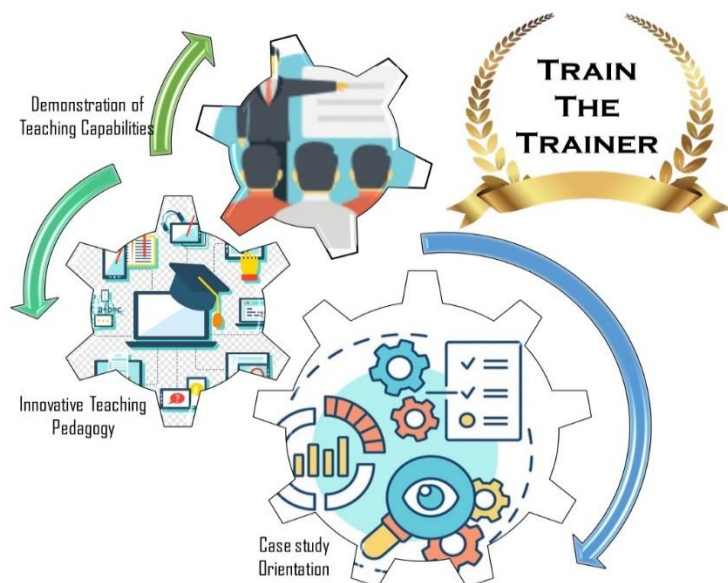 TRAIN
THE
TRAINER
Demonstration of
Teaching Capabilities
Innovative Teaching
Pedagogy
Case study
Orientation